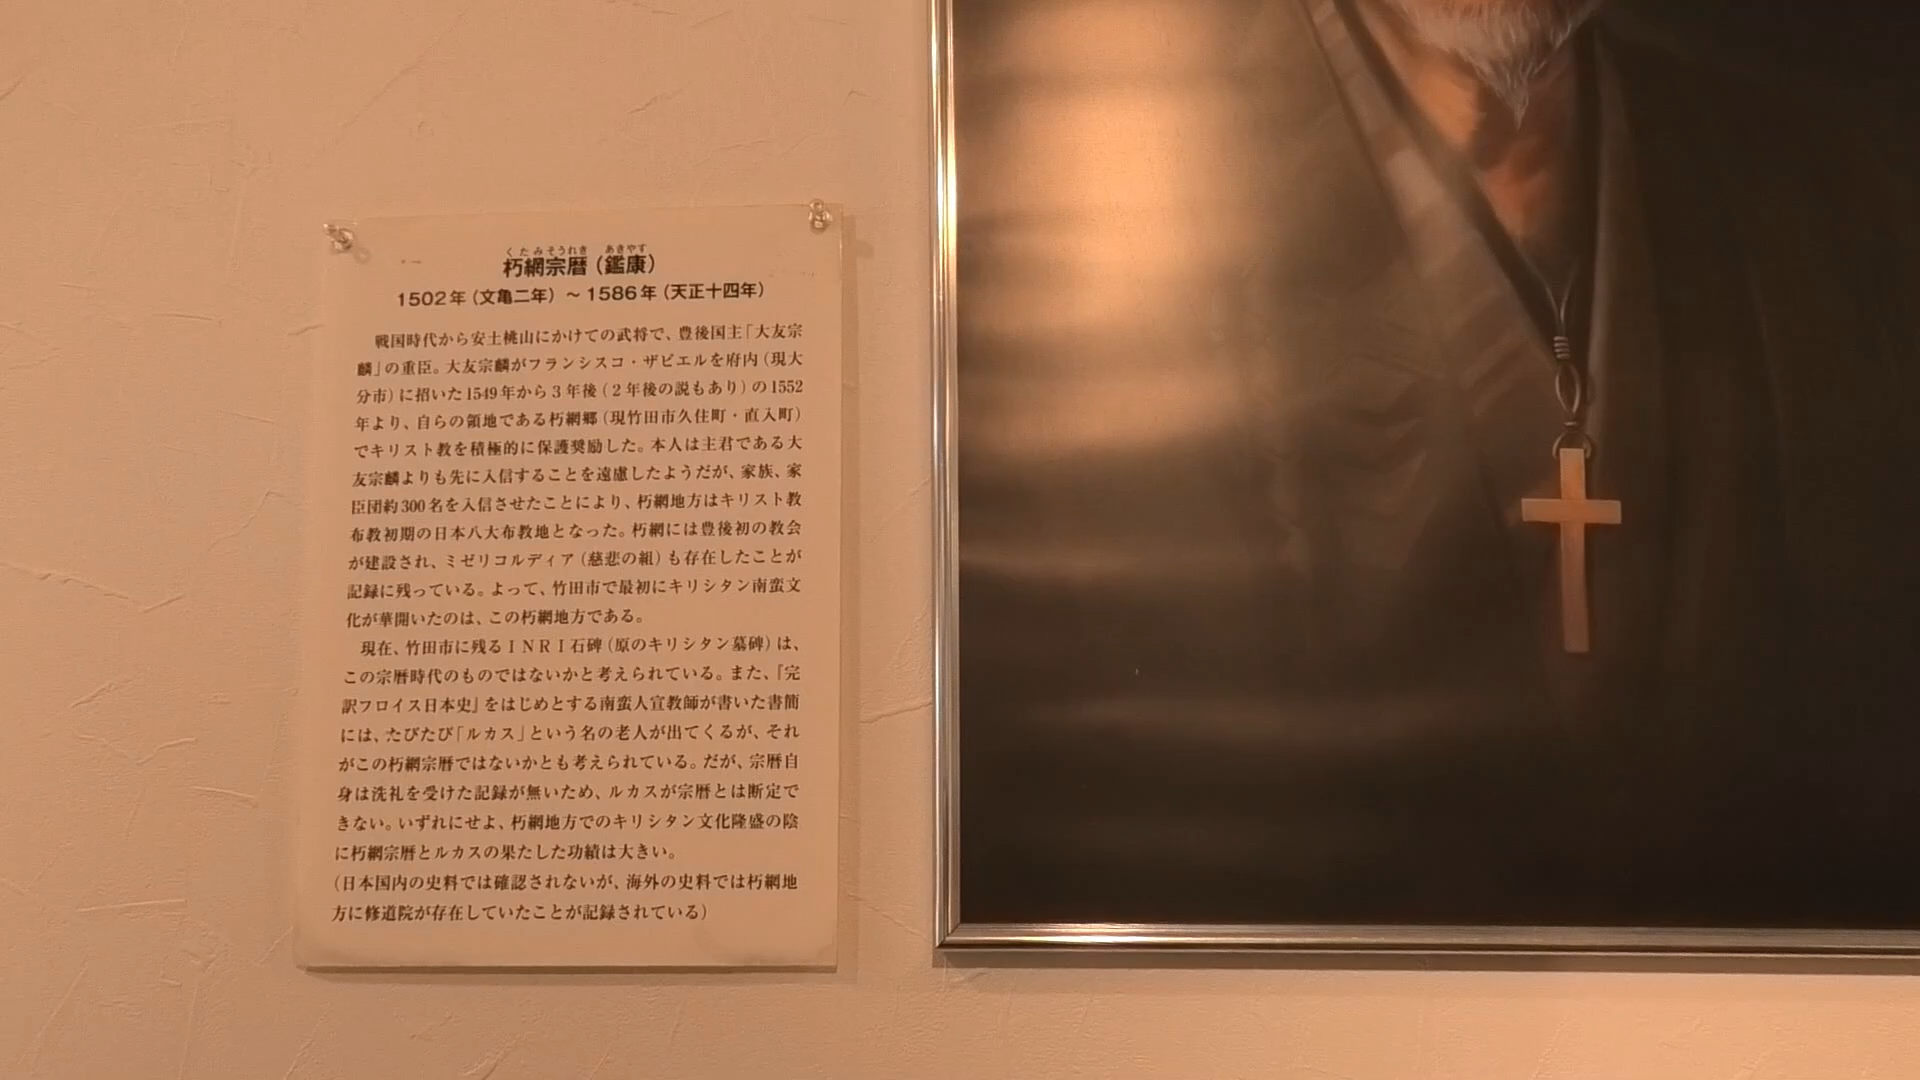 くたみそうれき あきやす
朽網宗暦（鑑康）
1502年（文亀二年）～1586年（天正十四年）
戦国時代から安土桃山にかけての武将で、豊後国主「大友宗
麟」の重臣。大友宗麟がフランシスコ・ザビエルを府内（現大
分市）に招いた1549年から3年後（2年後の説もあり）の1552
年より、自らの領地である朽網郷（現竹田市久住町・直入町）
でキリスト教を積極的に保護奨励した。本人は主君である大
友宗麟よりも先に入信することを遠慮したようだが、家族、家
臣団約300名を入信させたことにより、朽網地方はキリスト教
布教初期の日本八大布教地となった。朽網には豊後初の教会
が建設され、ミゼリコルディア（慈悲の組）も存在したことが
記録に残っている。よって、竹田市で最初にキリシタン南蛮文
化が華開いたのは、この朽網地方である。
現在、竹田市に残るＩＮＲＩ石碑（原のキリシタン墓碑）は、
この宗暦時代のものではないかと考えられている。また、『完
訳フロイス日本史』をはじめとする南蛮人宣教師が書いた書簡
には、たびたび「ルカス」という名の老人が出てくるが、それ
がこの朽網宗暦ではないかとも考えられている。だが、宗暦自
身は洗礼を受けた記録が無いため、ルカスが宗暦とは断定で
きない。いずれにせよ、朽網地方でのキリシタン文化隆盛の陰
に朽網宗暦とルカスの果たした功績は大きい。
（日本国内の史料では確認されないが、海外の史料では朽網地
方に修道院が存在していたことが記録されている）